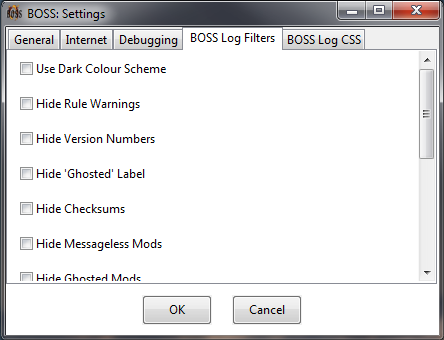 BOSS: Settings
General Internet Debugging BOSS Log Filters BOSS Log CSS
Use Dark Colour Scheme
Hide Rule Warnings
Hide Version Numbers
Hide 'Ghosted' Label
Hide Checksums
Hide Messageless Mods
Hide Ghosted Mods
OK Cancel